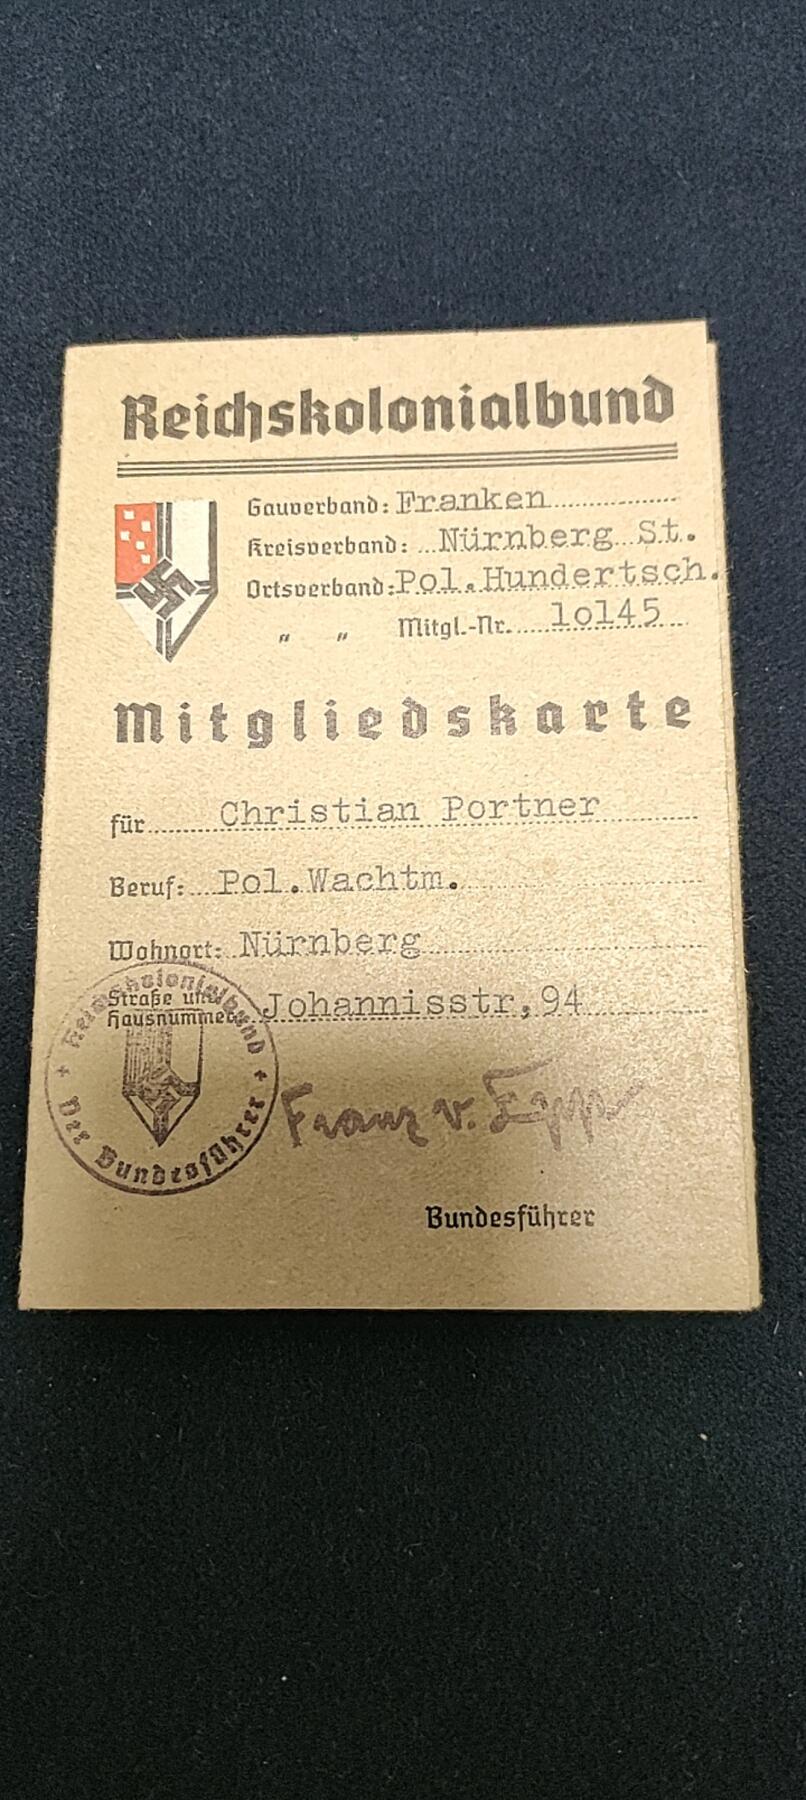 Reichskolonialbund
Gauverband: Franken
Kreisverband: Nürnberg St.
Ortsverband: Pol. Hundertsch.
" " Mitgl.-Nr. 1o145
Mitgliedskarte
für Christian Portner
Beruf: Pol.Wachtm.
Wohnort: Nürnberg
Straße und
Hausnummer Johannisstr, 94
Reichskolonialbund
Der Bundesführer
Franz v. Epp
Bundesführer